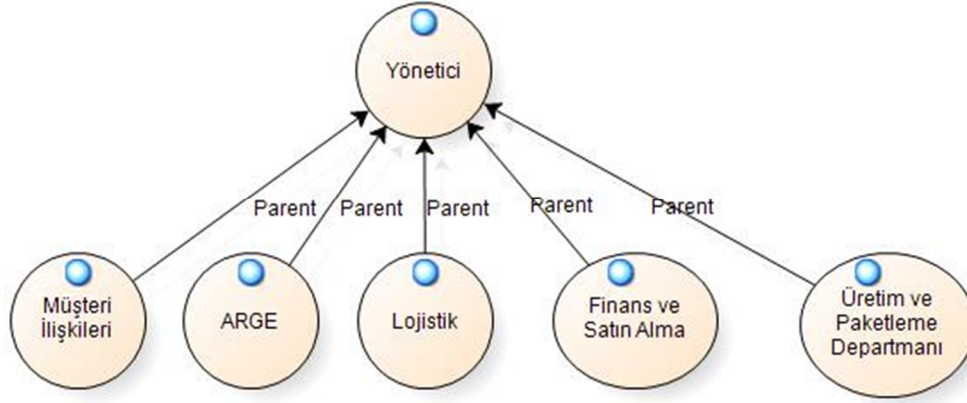 Yönetici
Parent
Parent
Parent
Parent
Parent
Müşteri
İlişkileri
ARGE
Lojistik
Finans ve
Satın Alma
Üretim ve
Paketleme
Departmanı